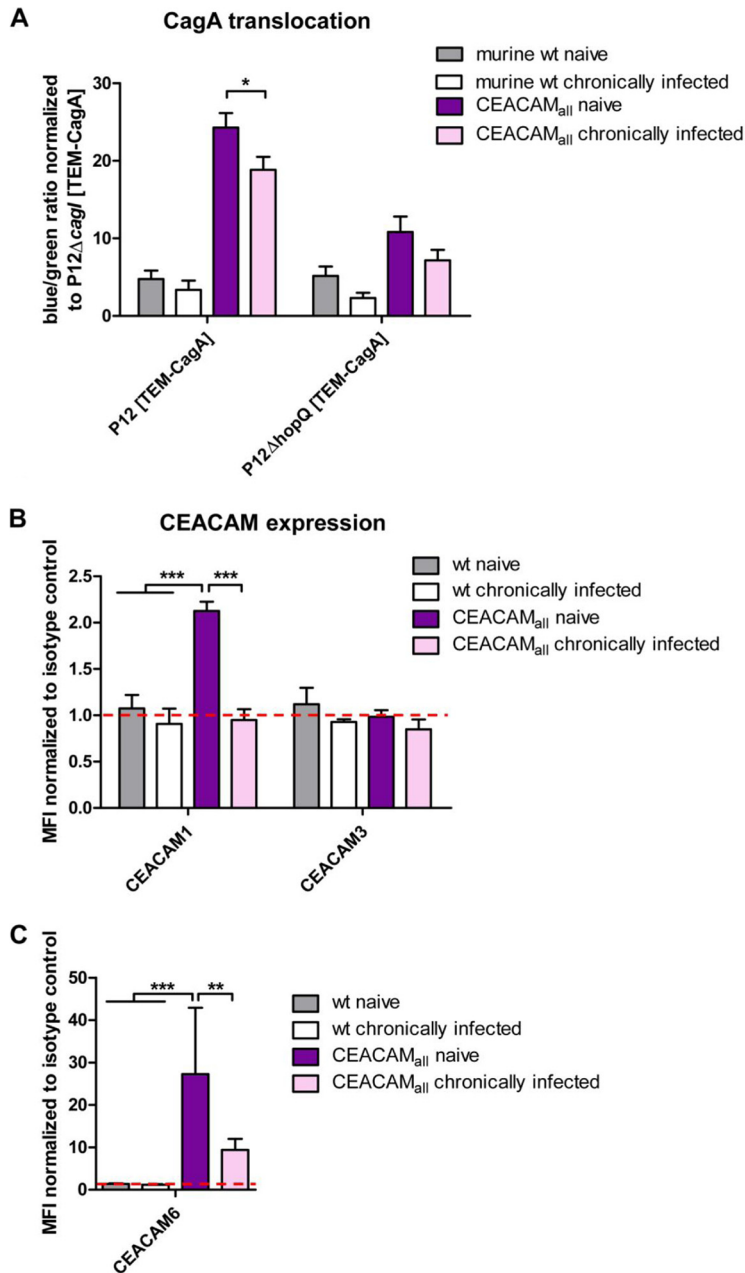 A
CagA translocation
murine wt naive
murine wt chronically infected
CEACAMall naive
CEACAMall chronically infected
blue/green ratio normalized
to P12ΔcagI [TEM-CagA]
30
20
10
0
*
P12 [TEM-CagA]
P12ΔhopQ [TEM-CagA]
B
CEACAM expression
wt naive
wt chronically infected
CEACAMall naive
CEACAMall chronically infected
MFI normalized to isotype control
2.5
2.0
1.5
1.0
0.5
0.0
*** ***
CEACAM1
CEACAM3
C
wt naive
wt chronically infected
CEACAMall naive
CEACAMall chronically infected
MFI normalized to isotype control
50
40
30
20
10
0
*** **
CEACAM6